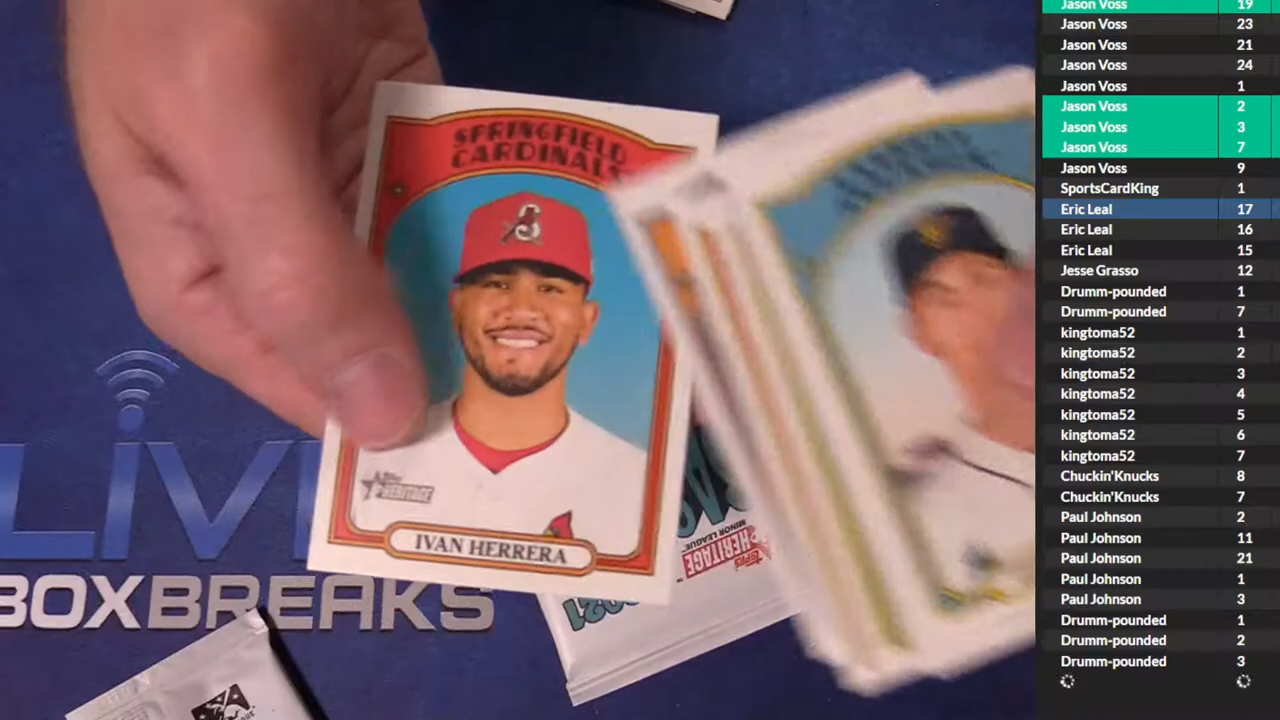 SPRINGFIELD
CARDINALS
Topps
HERITAGE
IVAN HERRERA
LIVE
BOXBREAKS
TOPPS
HERITAGE
MINOR LEAGUE
2021
Jason Voss 19
Jason Voss 23
Jason Voss 21
Jason Voss 24
Jason Voss 1
Jason Voss 2
Jason Voss 3
Jason Voss 7
Jason Voss 9
SportsCardKing 1
Eric Leal 17
Eric Leal 16
Eric Leal 15
Jesse Grasso 12
Drumm-pounded 1
Drumm-pounded 7
kingtoma52 1
kingtoma52 2
kingtoma52 3
kingtoma52 4
kingtoma52 5
kingtoma52 6
kingtoma52 7
Chuckin'Knucks 8
Chuckin'Knucks 7
Paul Johnson 2
Paul Johnson 11
Paul Johnson 21
Paul Johnson 1
Paul Johnson 3
Drumm-pounded 1
Drumm-pounded 2
Drumm-pounded 3